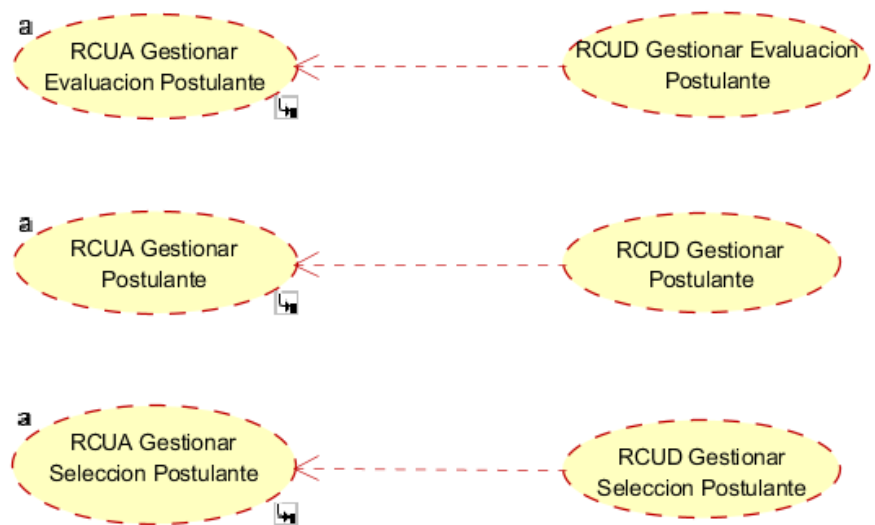 a
RCUA Gestionar
Evaluacion Postulante
RCUD Gestionar Evaluacion
Postulante
a
RCUA Gestionar
Postulante
RCUD Gestionar
Postulante
a
RCUA Gestionar
Seleccion Postulante
RCUD Gestionar
Seleccion Postulante